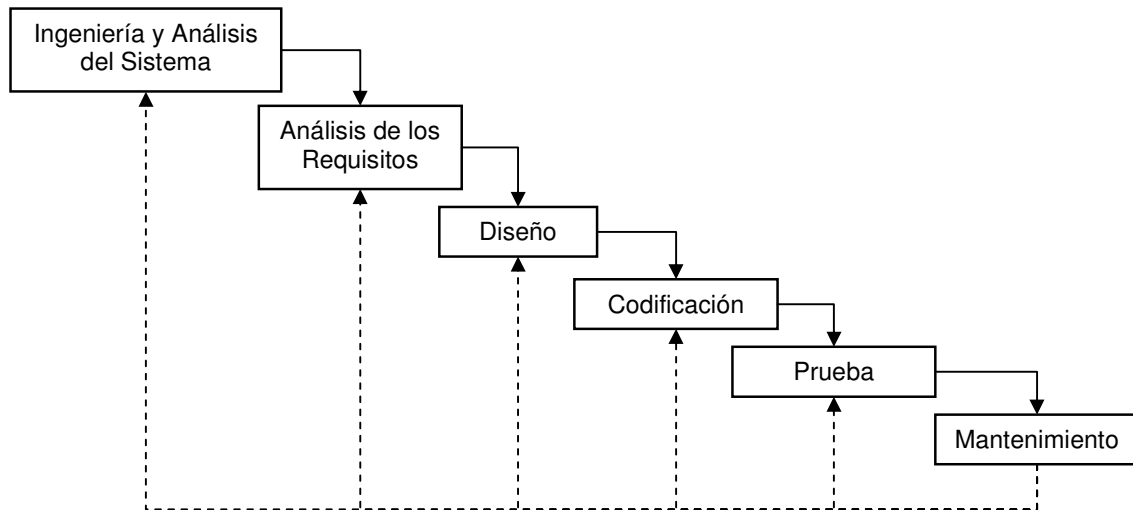 Ingeniería y Análisis
del Sistema
Análisis de los
Requisitos
Diseño
Codificación
Prueba
Mantenimiento